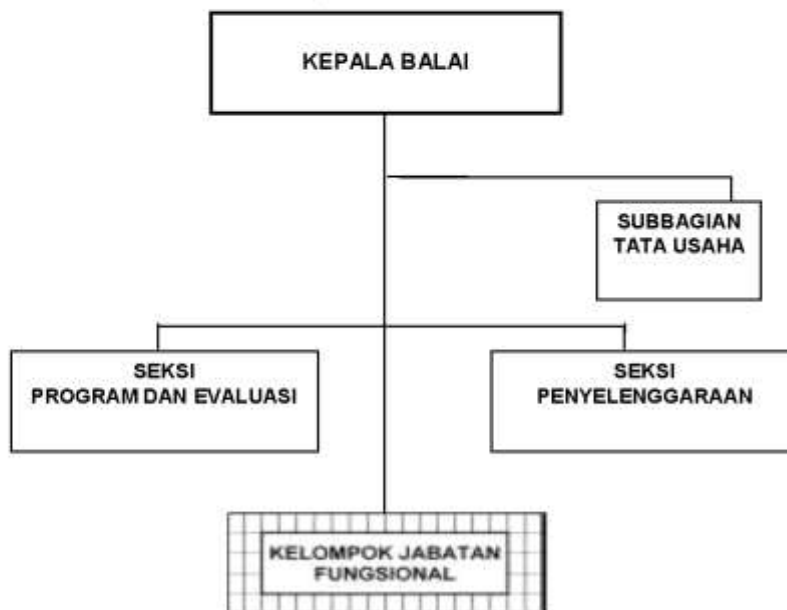 KEPALA BALAI
SUBBAGIAN
TATA USAHA
SEKSI
PROGRAM DAN EVALUASI
SEKSI
PENYELENGGARAAN
KELOMPOK JABATAN
FUNGSIONAL